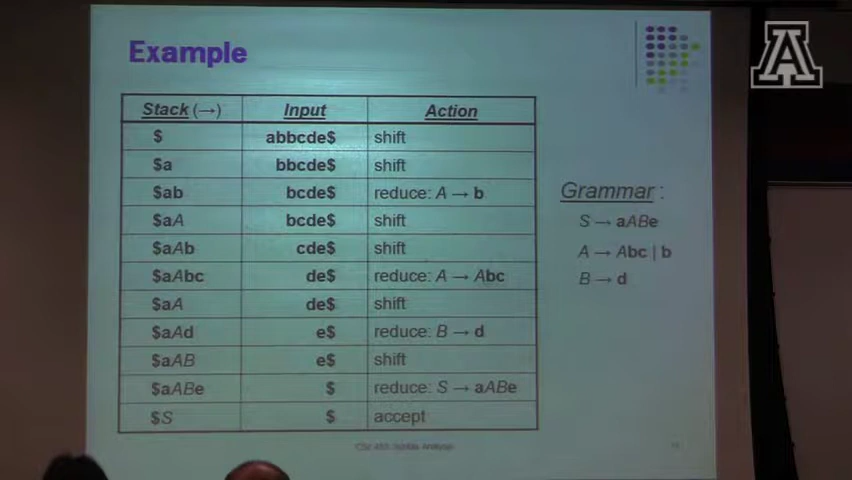 Example
Stack (→) Input Action
$ abbcde$ shift
$a bbcde$ shift
$ab bcde$ reduce: A → b
$aA bcde$ shift
$aAb cde$ shift
$aAbc de$ reduce: A → Abc
$aA de$ shift
$aAd e$ reduce: B → d
$aAB e$ shift
$aABe $ reduce: S → aABe
$S $ accept
Grammar :
S → aABe
A → Abc | b
B → d
A